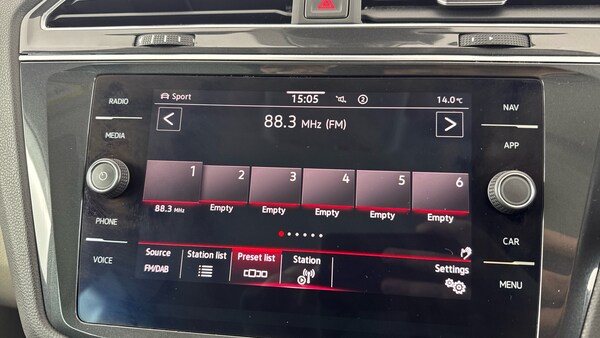 RADIO
MEDIA
PHONE
VOICE
Sport 15:05 2 14.0°C
88.3 MHz (FM)
< >
1 2 3 4 5 6
88.3 MHz Empty Empty Empty Empty Empty
Source Station list Preset list Station Settings
FM/DAB
NAV
APP
CAR
MENU